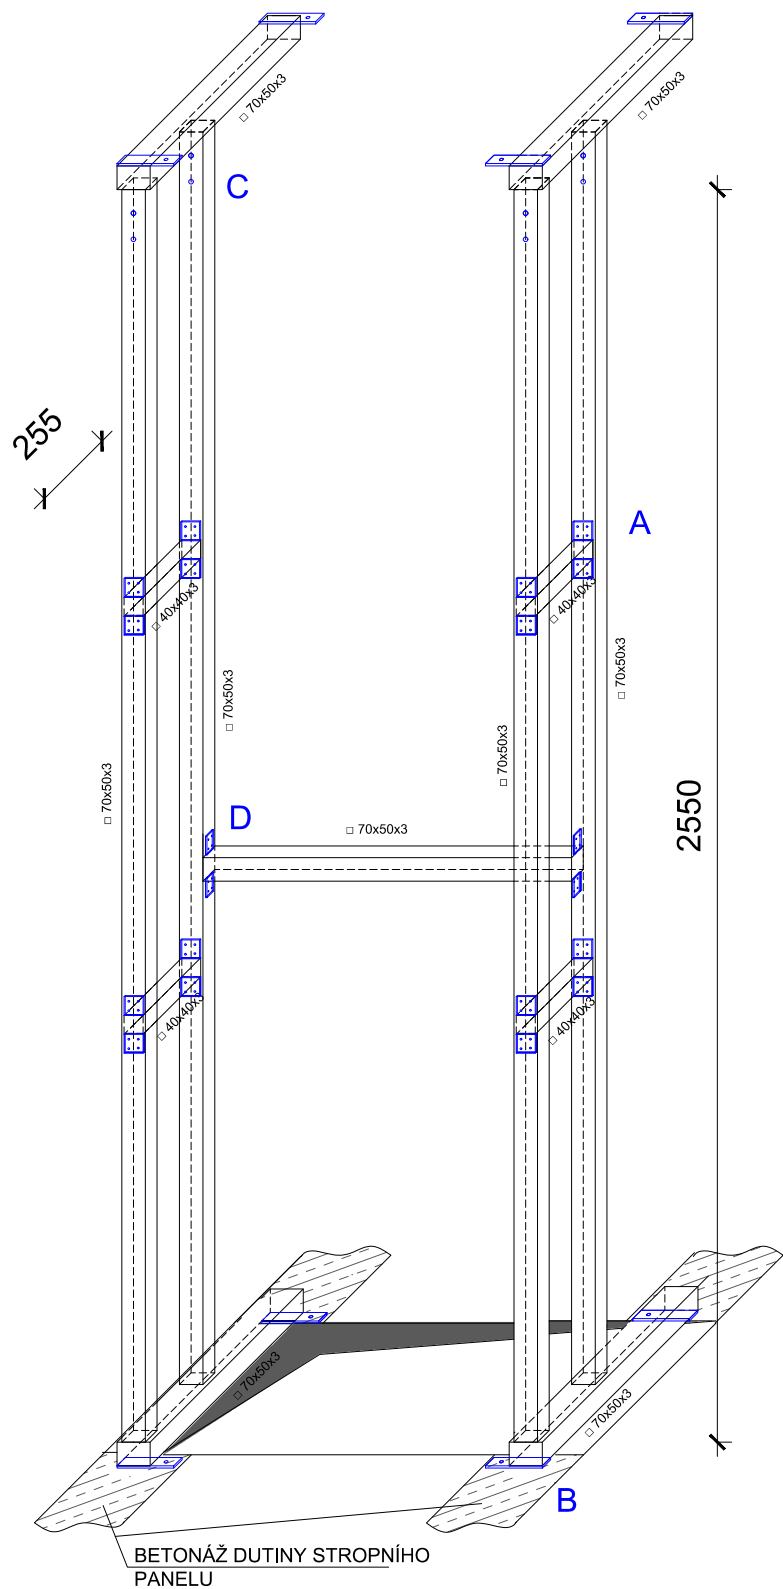 □ 70x50x3
□ 70x50x3
C
255
A
□ 40x40x3
□ 40x40x3
□ 70x50x3
□ 70x50x3
□ 70x50x3
□ 70x50x3
2550
D
□ 70x50x3
□ 40x40x3
□ 40x40x3
□ 70x50x3
□ 70x50x3
B
BETONÁŽ DUTINY STROPNÍHO
PANELU